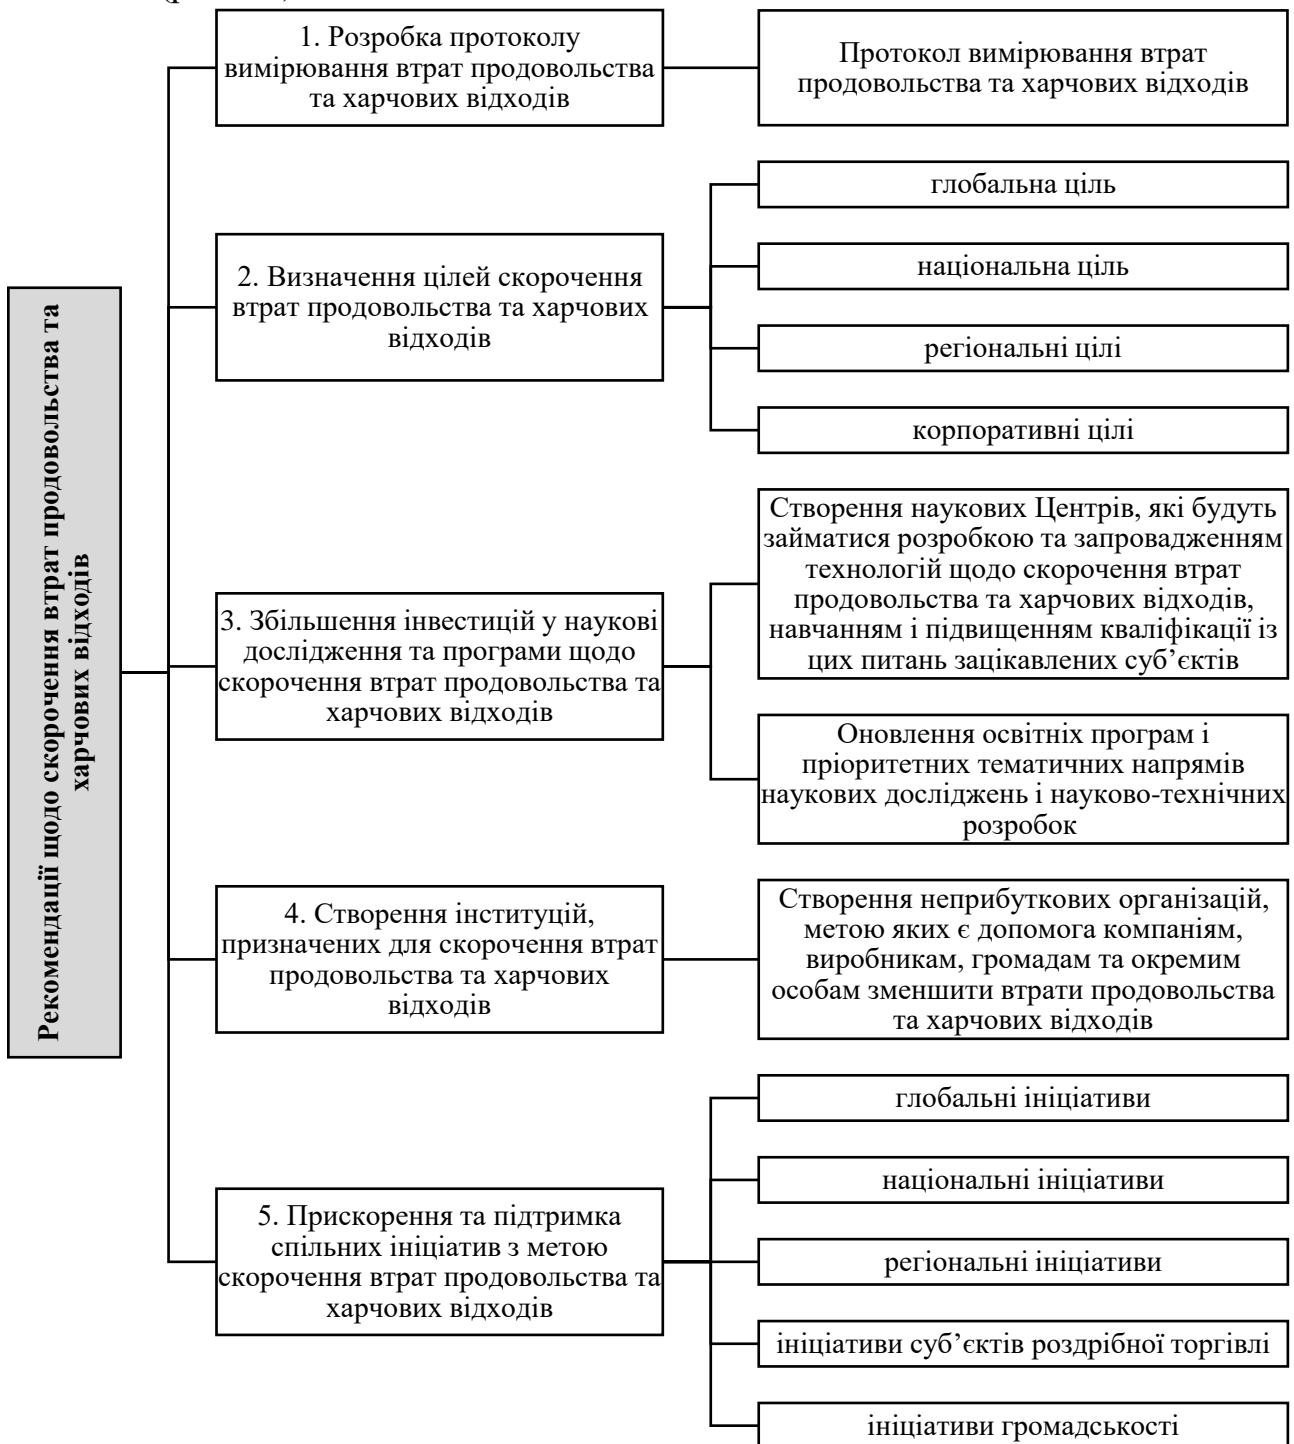 1. Розробка протоколу
вимірювання втрат продовольства
та харчових відходів
Протокол вимірювання втрат
продовольства та харчових відходів
глобальна ціль
2. Визначення цілей скорочення
втрат продовольства та харчових
відходів
національна ціль
регіональні цілі
корпоративні цілі
Рекомендації щодо скорочення втрат продовольства та
харчових відходів
3. Збільшення інвестицій у наукові
дослідження та програми щодо
скорочення втрат продовольства та
харчових відходів
Створення наукових Центрів, які будуть
займатися розробкою та запровадженням
технологій щодо скорочення втрат
продовольства та харчових відходів,
навчанням і підвищенням кваліфікації із
цих питань зацікавлених суб’єктів
Оновлення освітніх програм і
пріоритетних тематичних напрямів
наукових досліджень і науково-технічних
розробок
4. Створення інституцій,
призначених для скорочення втрат
продовольства та харчових
відходів
Створення неприбуткових організацій,
метою яких є допомога компаніям,
виробникам, громадам та окремим
особам зменшити втрати продовольства
та харчових відходів
5. Прискорення та підтримка
спільних ініціатив з метою
скорочення втрат продовольства та
харчових відходів
глобальні ініціативи
національні ініціативи
регіональні ініціативи
ініціативи суб’єктів роздрібної торгівлі
ініціативи громадськості